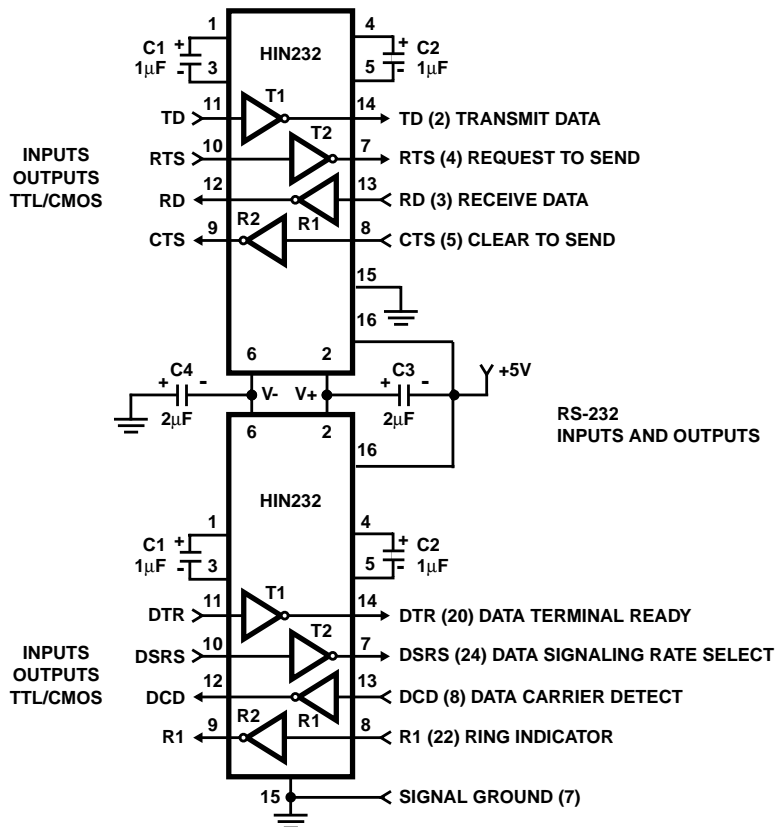 1 4
C1 + HIN232 + C2
1µF - 3 5 - 1µF
T1
TD 11 14 TD (2) TRANSMIT DATA
T2
RTS 10 7 RTS (4) REQUEST TO SEND
INPUTS
OUTPUTS
TTL/CMOS
RD 12 13 RD (3) RECEIVE DATA
R2 R1
CTS 9 8 CTS (5) CLEAR TO SEND
15
16
6 2
C4 C3
+ - V- V+ + - +5V
2µF 2µF
RS-232
INPUTS AND OUTPUTS
6 2
16
HIN232
1 4
C1 + + C2
1µF - 3 5 - 1µF
T1
DTR 11 14 DTR (20) DATA TERMINAL READY
T2
DSRS 10 7 DSRS (24) DATA SIGNALING RATE SELECT
INPUTS
OUTPUTS
TTL/CMOS
DCD 12 13 DCD (8) DATA CARRIER DETECT
R2 R1
R1 9 8 R1 (22) RING INDICATOR
15 SIGNAL GROUND (7)